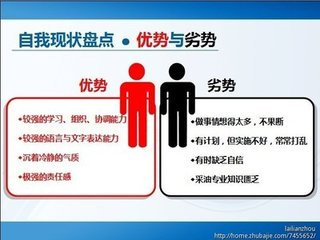 自我现状盘点 • 优势与劣势
优势
劣势
•较强的学习、组织、协调能力
•较强的语言与文字表达能力
•沉着冷静的气质
•极强的责任感
•做事情想得太多，不果断
•有计划，但实施不好，常常打乱
•有时缺乏自信
•采油专业知识匮乏
lailianzhou
http://home.zhubajie.com/7455652/